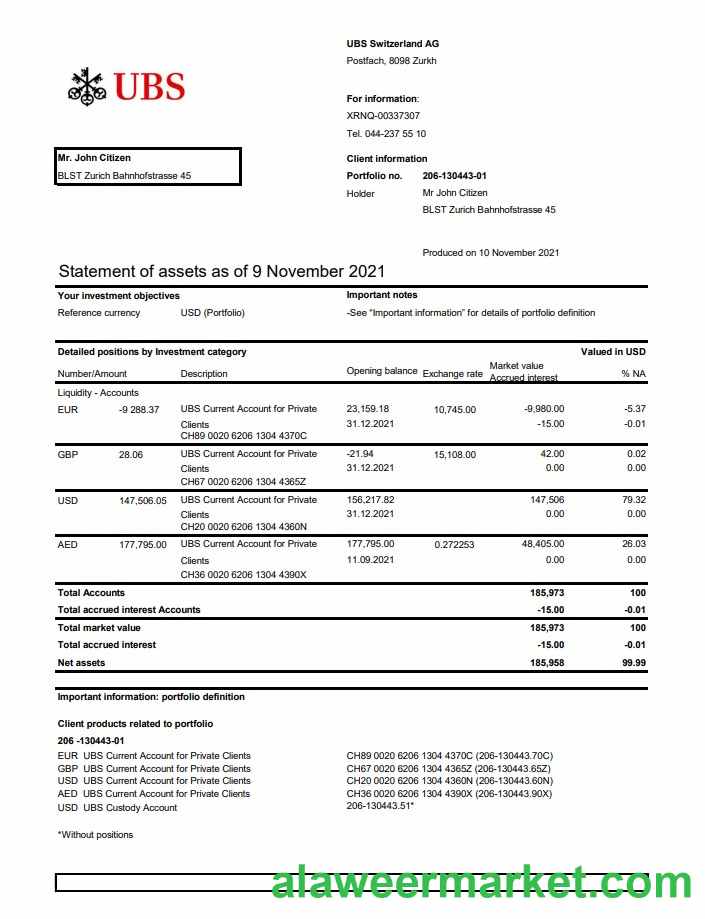 UBS Switzerland AG
Postfach, 8098 Zurkh
UBS
For information:
XRNQ-00337307
Tel. 044-237 55 10
Mr. John Citizen
BLST Zurich Bahnhofstrasse 45
Client information
Portfolio no. 206-130443-01
Holder Mr John Citizen
BLST Zurich Bahnhofstrasse 45
Produced on 10 November 2021
Statement of assets as of 9 November 2021
Your investment objectives Important notes
Reference currency USD (Portfolio) -See “Important information” for details of portfolio definition
Detailed positions by Investment category Valued in USD
Number/Amount Description Opening balance Exchange rate Market value Accrued interest % NA
Liquidity - Accounts
EUR -9 288.37 UBS Current Account for Private 23,159.18 10,745.00 -9,980.00 -5.37
Clients 31.12.2021 -15.00 -0.01
CH89 0020 6206 1304 4370C
GBP 28.06 UBS Current Account for Private -21.94 15,108.00 42.00 0.02
Clients 31.12.2021 0.00 0.00
CH67 0020 6206 1304 4365Z
USD 147,506.05 UBS Current Account for Private 156,217.82 147,506 79.32
Clients 31.12.2021 0.00 0.00
CH20 0020 6206 1304 4360N
AED 177,795.00 UBS Current Account for Private 177,795.00 0.272253 48,405.00 26.03
Clients 11.09.2021 0.00 0.00
CH36 0020 6206 1304 4390X
Total Accounts 185,973 100
Total accrued interest Accounts -15.00 -0.01
Total market value 185,973 100
Total accrued interest -15.00 -0.01
Net assets 185,958 99.99
Important information: portfolio definition
Client products related to portfolio
206 -130443-01
EUR UBS Current Account for Private Clients CH89 0020 6206 1304 4370C (206-130443.70C)
GBP UBS Current Account for Private Clients CH67 0020 6206 1304 4365Z (206-130443.65Z)
USD UBS Current Account for Private Clients CH20 0020 6206 1304 4360N (206-130443.60N)
AED UBS Current Account for Private Clients CH36 0020 6206 1304 4390X (206-130443.90X)
USD UBS Custody Account 206-130443.51*
*Without positions
alaweermarket.com